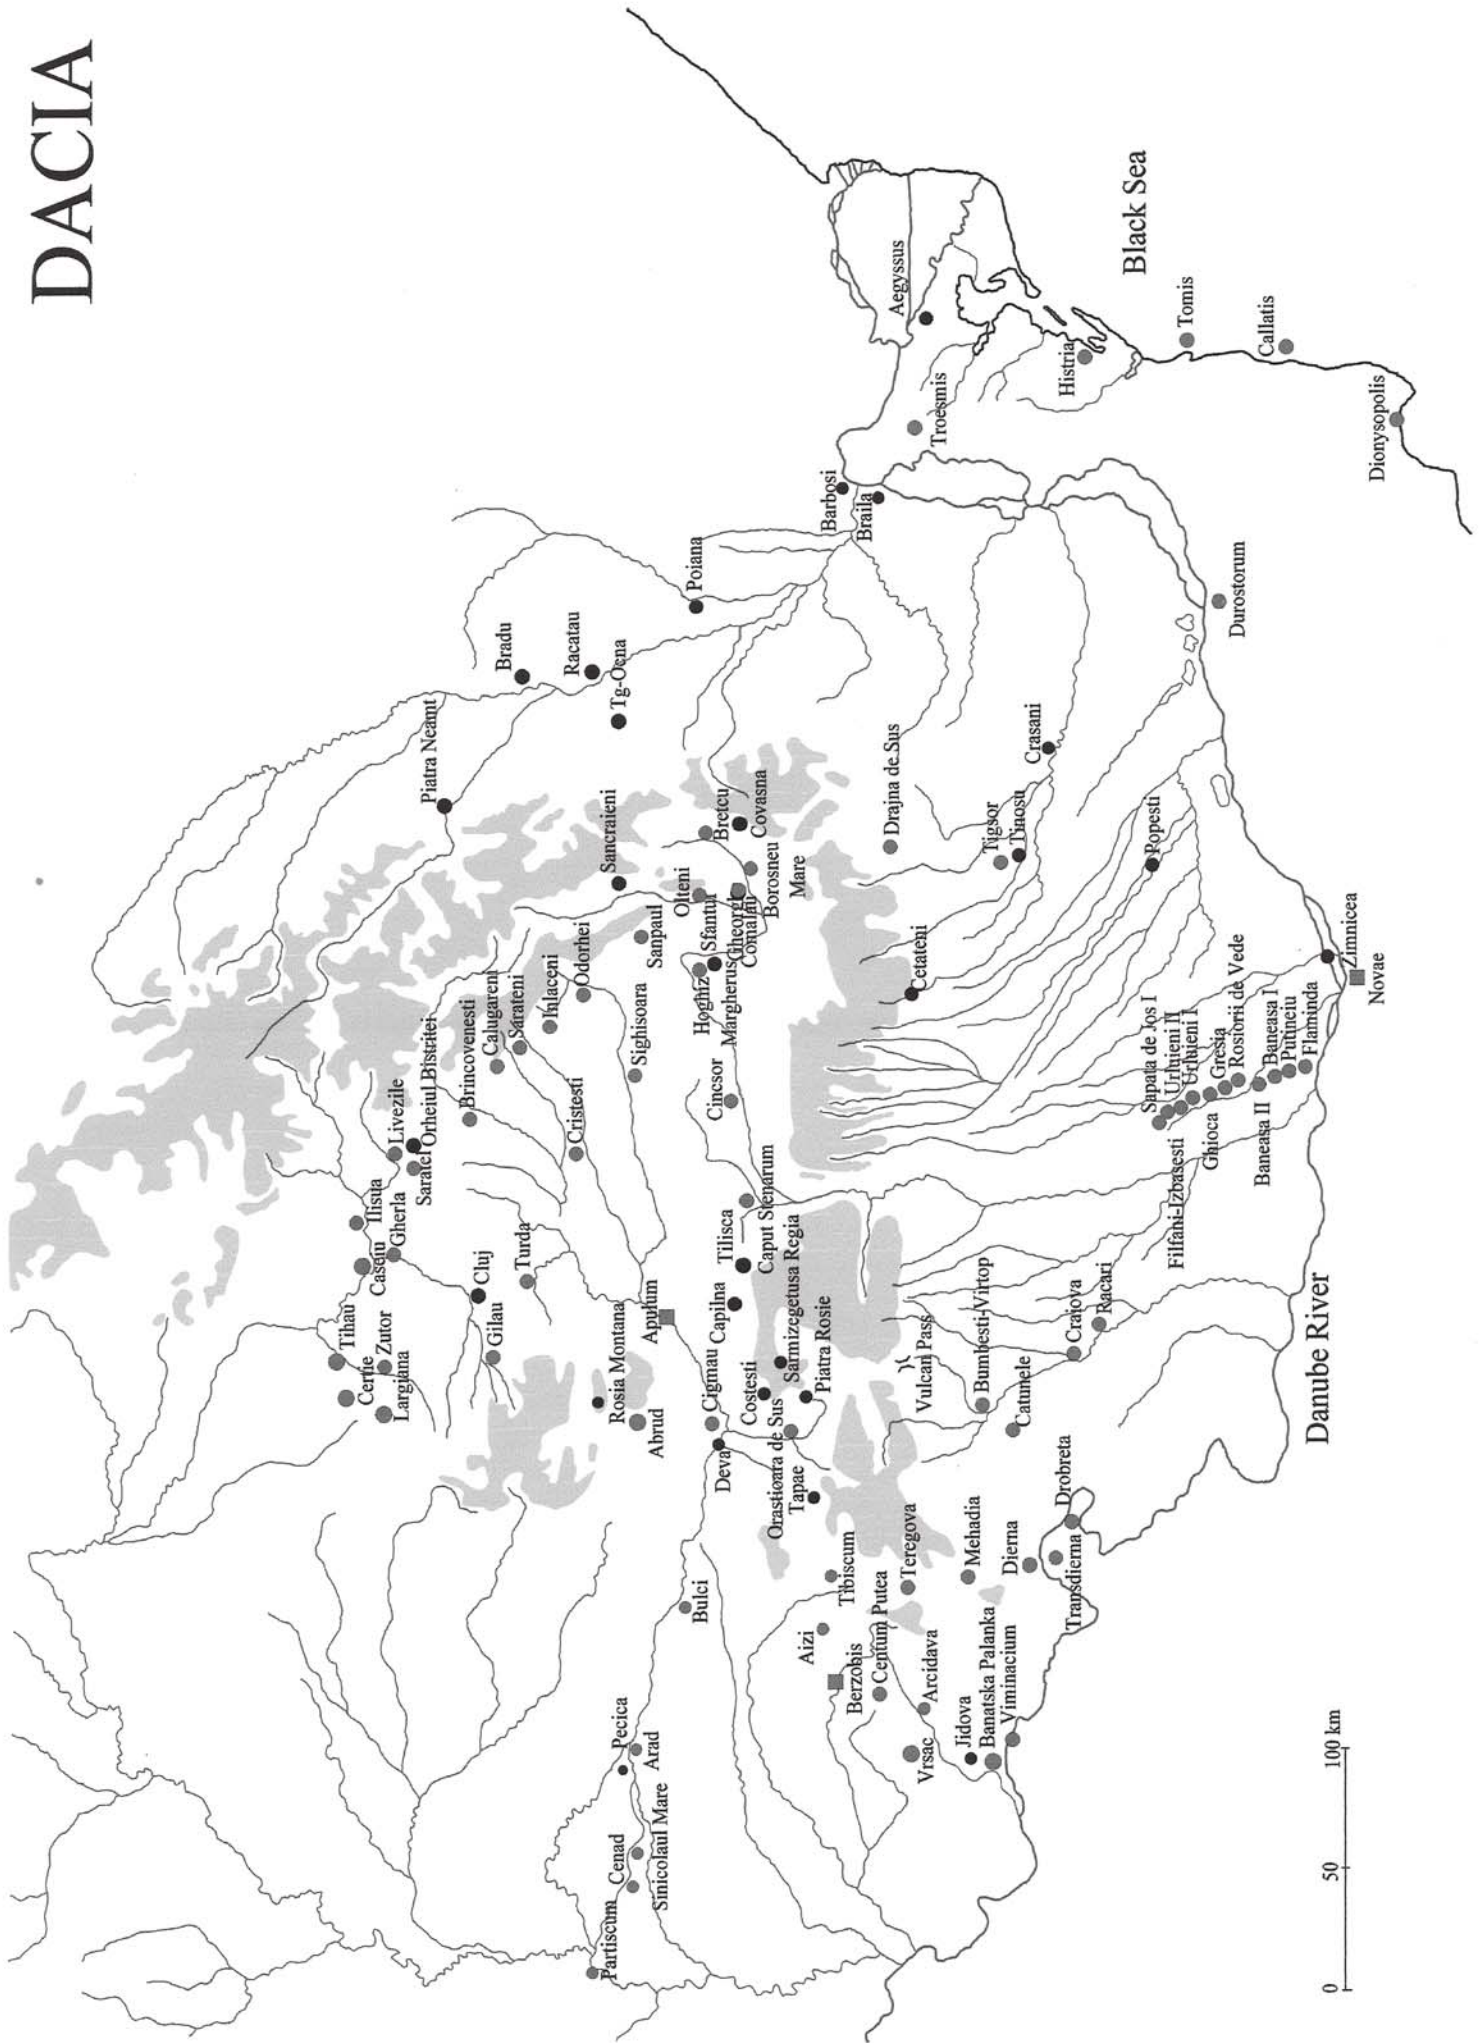 DACIA
Piatra Neamt
Bradu
Racatau
Tg-Ocna
Poiana
Barbosi
Braila
Aegyssus
Troesmis
Histria
Black Sea
Tomis
Callatis
Dionysopolis
Durostorum
Sancraieni
Bretcu
Covasna
Olteni
Borosneu
Mare
Sfantul
Gheorghe
Comalau
Hoghiz
Margherus
Sanpaul
Odorhei
Inlaceni
Sarateni
Calugareni
Brincovenesti
Sighisoara
Cristesti
Cincsor
Drajna de Sus
Tigsor
Tinosu
Crasani
Popesti
Cetateni
Zimnicea
Novae
Sapata de Jos I
Urluieni II
Urluieni I
Gresia
Rosiorii de Vede
Baneasa I
Putineiu
Flaminda
Filfani-Izbasesti
Ghioca
Baneasa II
Livezile
Orheiul Bistritei
Saratel
Ilisua
Gherla
Caseiu
Tihau
Zutor
Certie
Largiana
Cluj
Gilau
Turda
Apulum
Rosia Montana
Abrud
Tilisca
Caput Stenarum
Capilna
Sarmizegetusa Regia
Cigmau
Costesti
Piatra Rosie
Deva
Orastioara de Sus
Tapae
Vulcan Pass
Bumbesti-Virtop
Catunele
Craiova
Racari
Danube River
Bulci
Tibiscum
Aizi
Berzobis
Centum Putea
Teregova
Mehadia
Dierna
Transdierna
Drobreta
Arcidava
Vrsac
Jidova
Banatska Palanka
Viminacium
Pecica
Arad
Cenad
Sinicolaul Mare
Partiscum
0 50 100 km